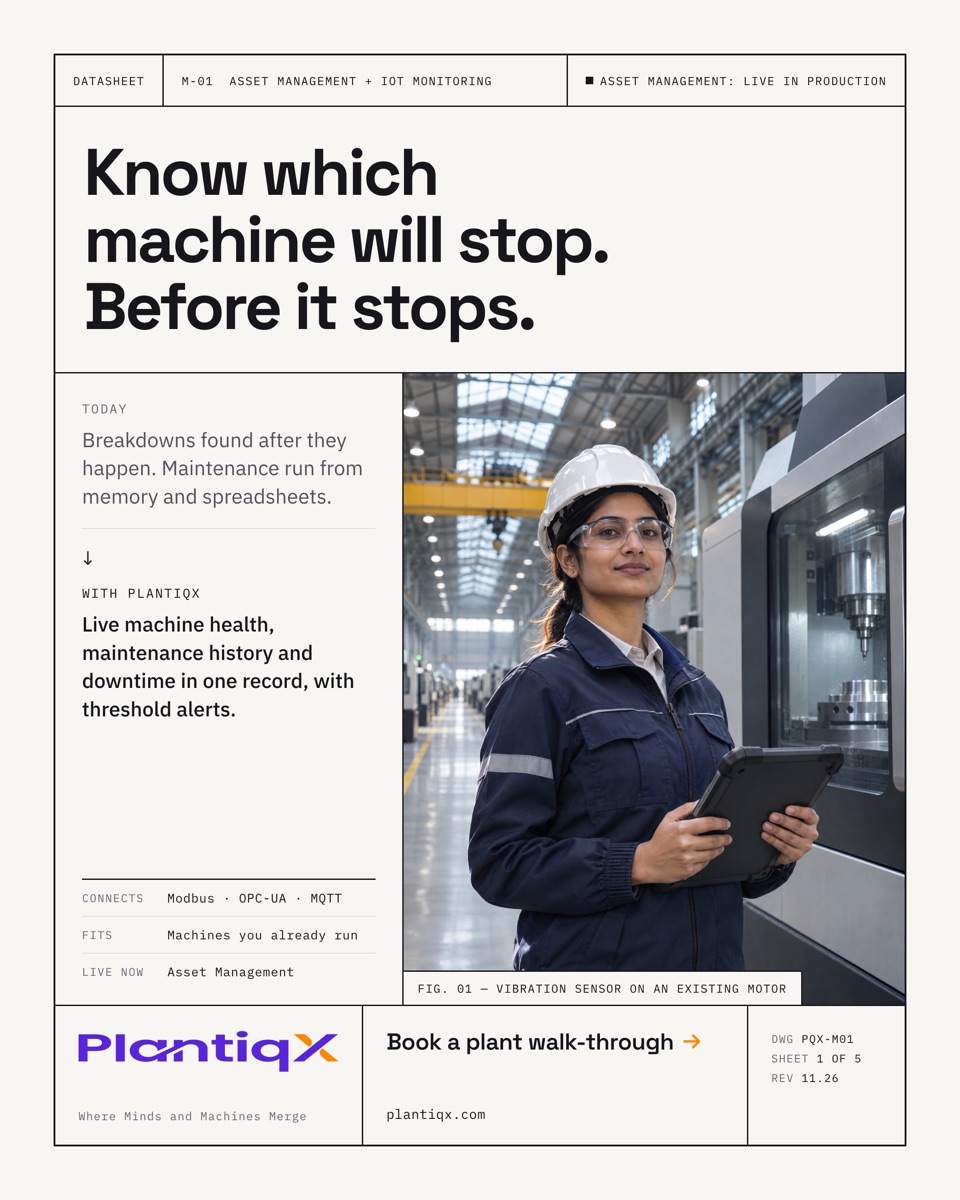 DATASHEET
M-01 ASSET MANAGEMENT + IOT MONITORING
ASSET MANAGEMENT: LIVE IN PRODUCTION
Know which
machine will stop.
Before it stops.
TODAY
Breakdowns found after they
happen. Maintenance run from
memory and spreadsheets.
↓
WITH PLANTIQX
Live machine health,
maintenance history and
downtime in one record, with
threshold alerts.
CONNECTS Modbus · OPC-UA · MQTT
FITS Machines you already run
LIVE NOW Asset Management
FIG. 01 — VIBRATION SENSOR ON AN EXISTING MOTOR
PlantiqX
Where Minds and Machines Merge
Book a plant walk-through →
plantiqx.com
DWG PQX-M01
SHEET 1 OF 5
REV 11.26